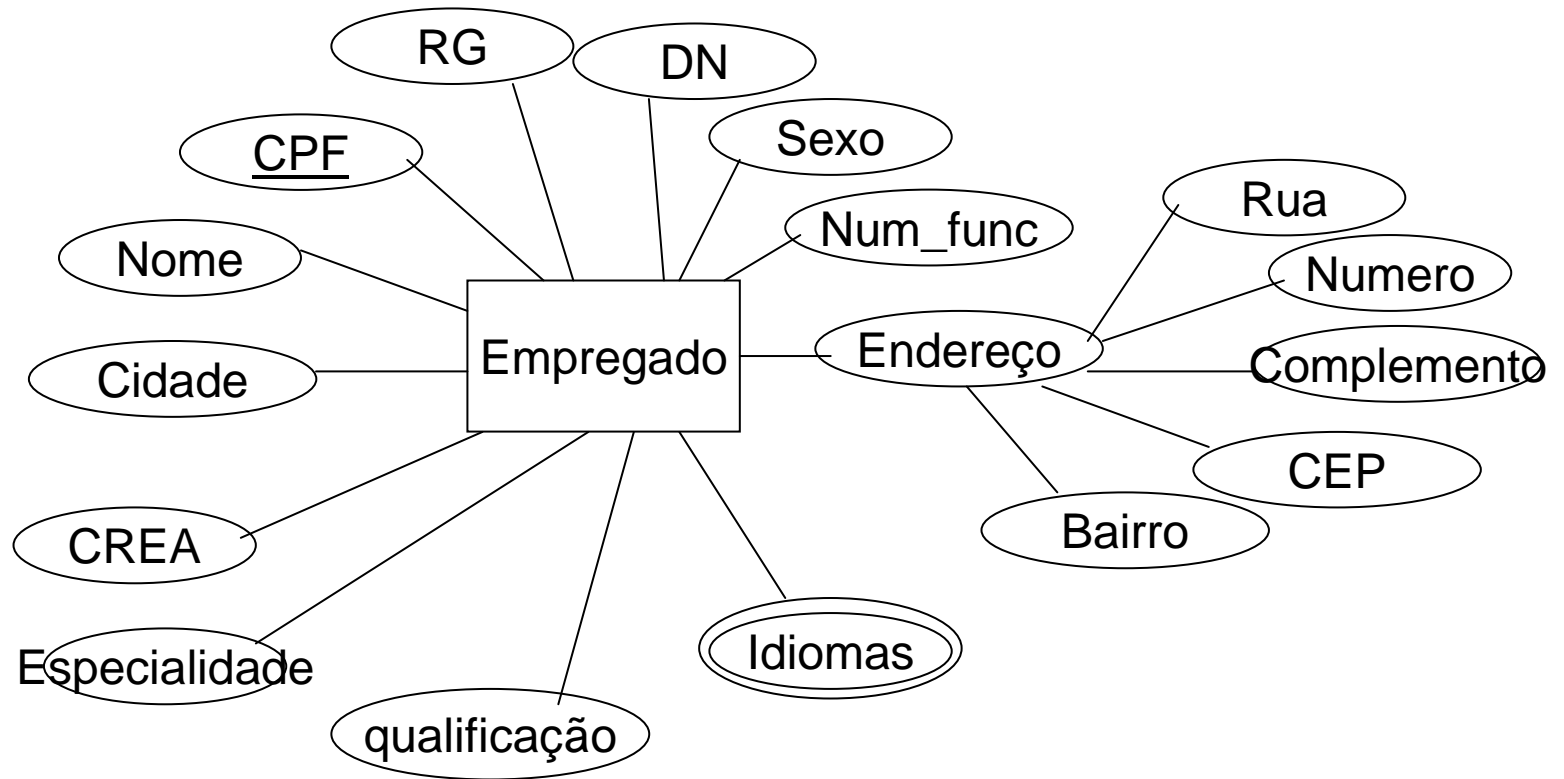 RG
DN
CPF
Sexo
Rua
Num_func
Nome
Numero
Empregado
Endereço
Complemento
Cidade
CEP
Bairro
CREA
Idiomas
Especialidade
qualificação